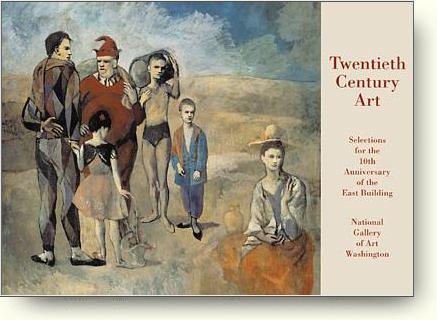 Twentieth
Century
Art
Selections
for the
10th
Anniversary
of the
East Building
National
Gallery
of Art
Washington